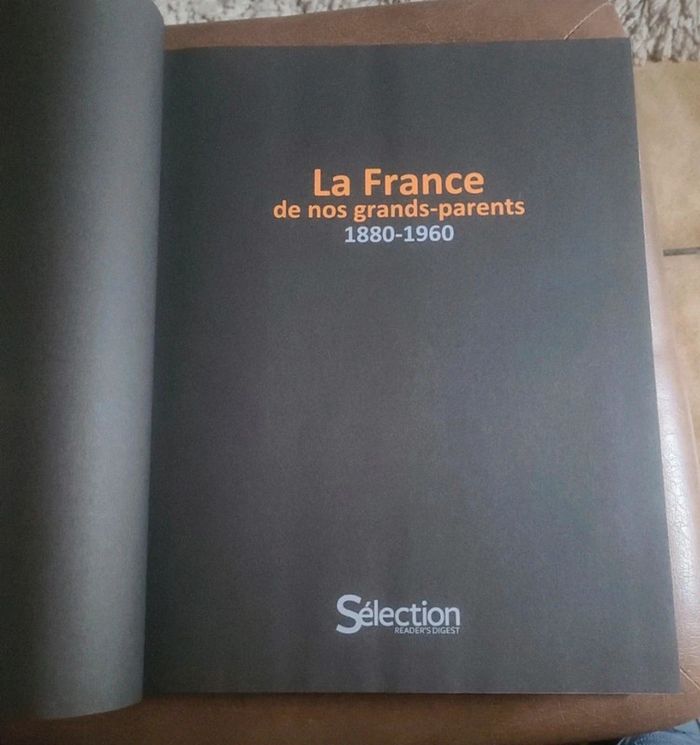 La France
de nos grands-parents
1880-1960
Sélection
READER'S DIGEST